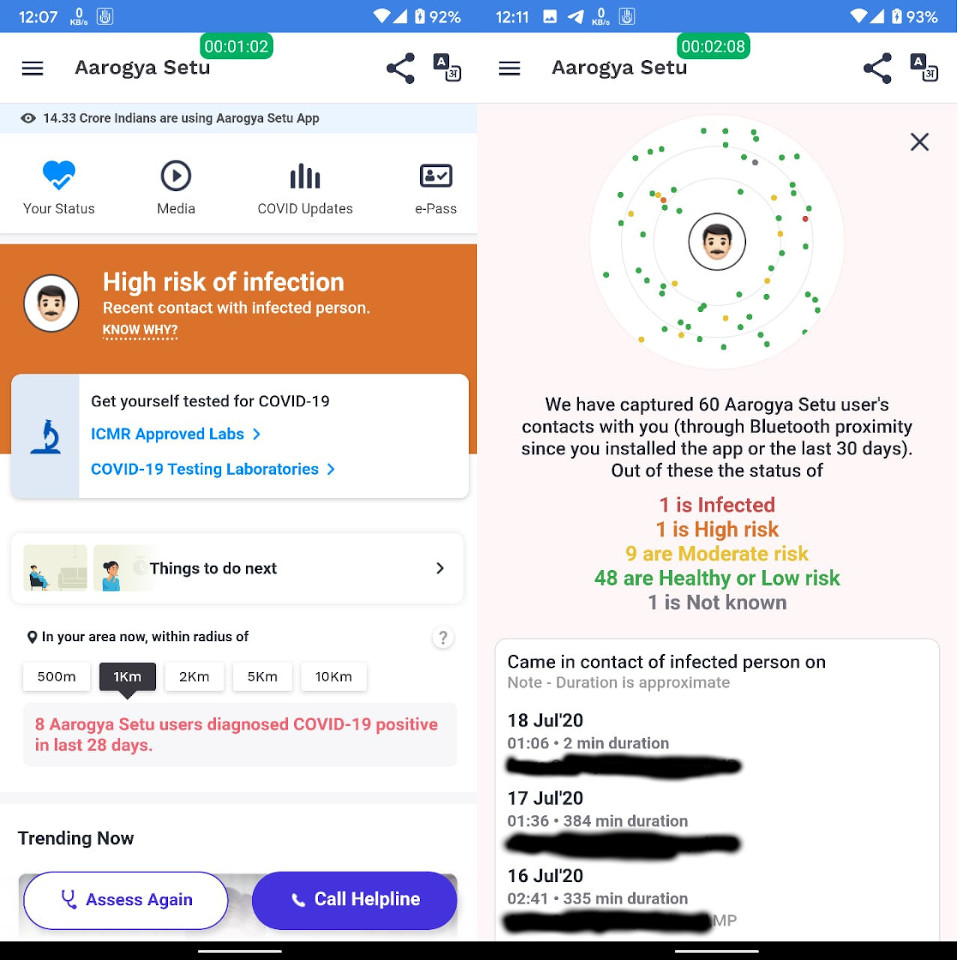 12:07 0 KB/s 92%
00:01:02
Aarogya Setu
A अ
14.33 Crore Indians are using Aarogya Setu App
Your Status Media COVID Updates e-Pass
High risk of infection
Recent contact with infected person.
KNOW WHY?
Get yourself tested for COVID-19
ICMR Approved Labs >
COVID-19 Testing Laboratories >
Things to do next >
In your area now, within radius of ?
500m 1Km 2Km 5Km 10Km
8 Aarogya Setu users diagnosed COVID-19 positive
in last 28 days.
Trending Now
Assess Again Call Helpline
12:11 0 KB/s 93%
00:02:08
Aarogya Setu
A अ
We have captured 60 Aarogya Setu user's
contacts with you (through Bluetooth proximity
since you installed the app or the last 30 days).
Out of these the status of
1 is Infected
1 is High risk
9 are Moderate risk
48 are Healthy or Low risk
1 is Not known
Came in contact of infected person on
Note - Duration is approximate
18 Jul'20
01:06 • 2 min duration
17 Jul'20
01:36 • 384 min duration
16 Jul'20
02:41 • 335 min duration
MP